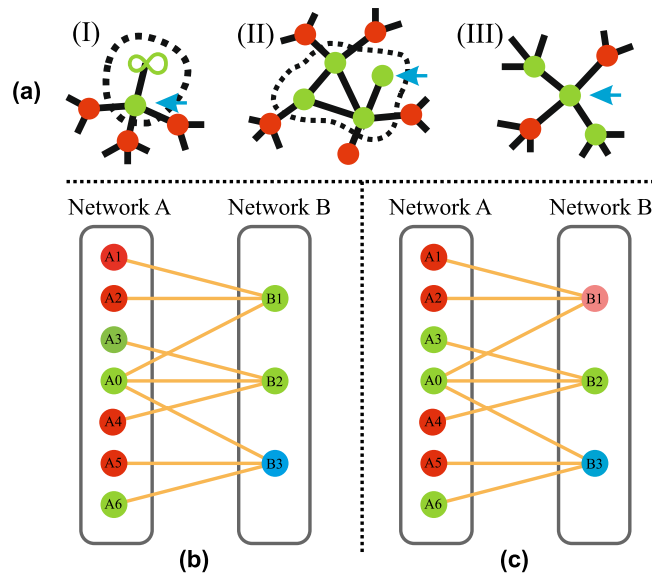 (I)
(II)
(III)
(a)
Network A
Network B
A1
A2
A3
A0
A4
A5
A6
B1
B2
B3
(b)
Network A
Network B
A1
A2
A3
A0
A4
A5
A6
B1
B2
B3
(c)